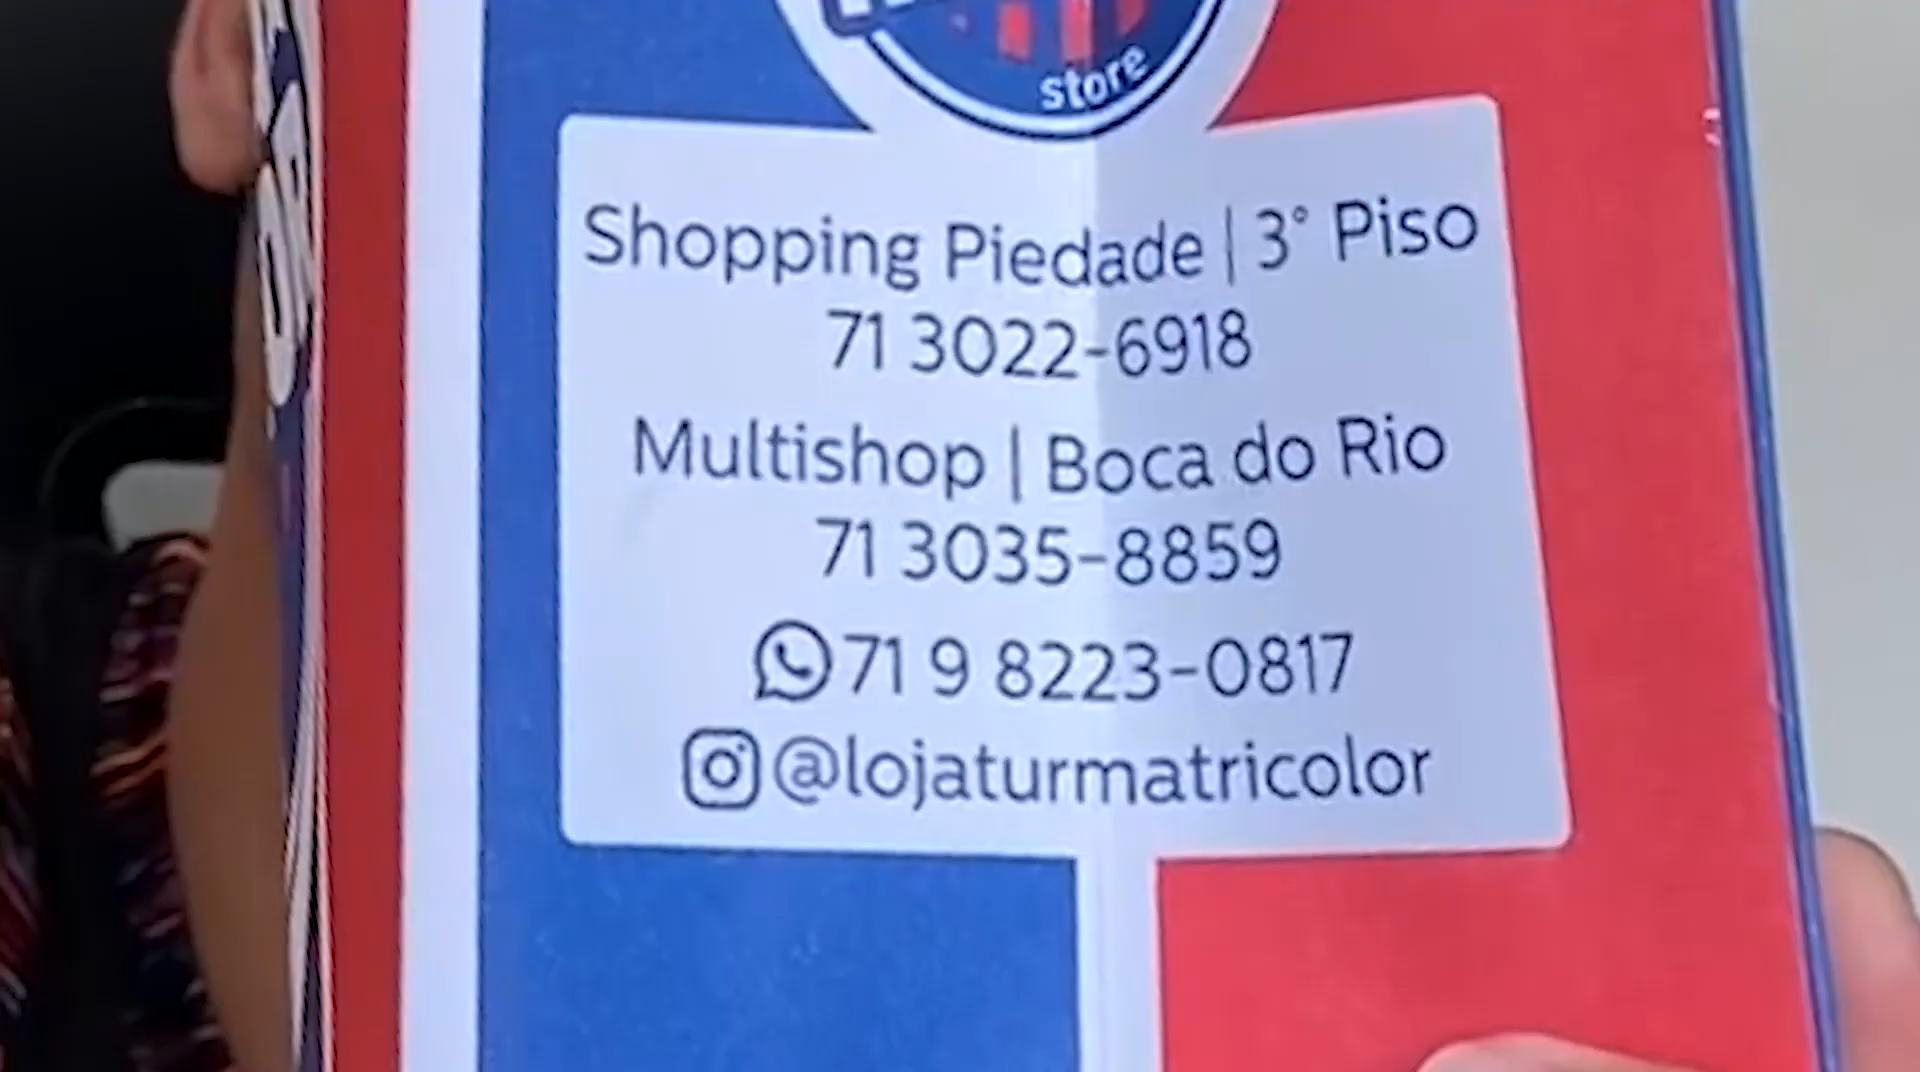 store
Shopping Piedade | 3° Piso
71 3022-6918
Multishop | Boca do Rio
71 3035-8859
71 9 8223-0817
@lojaturmatricolor